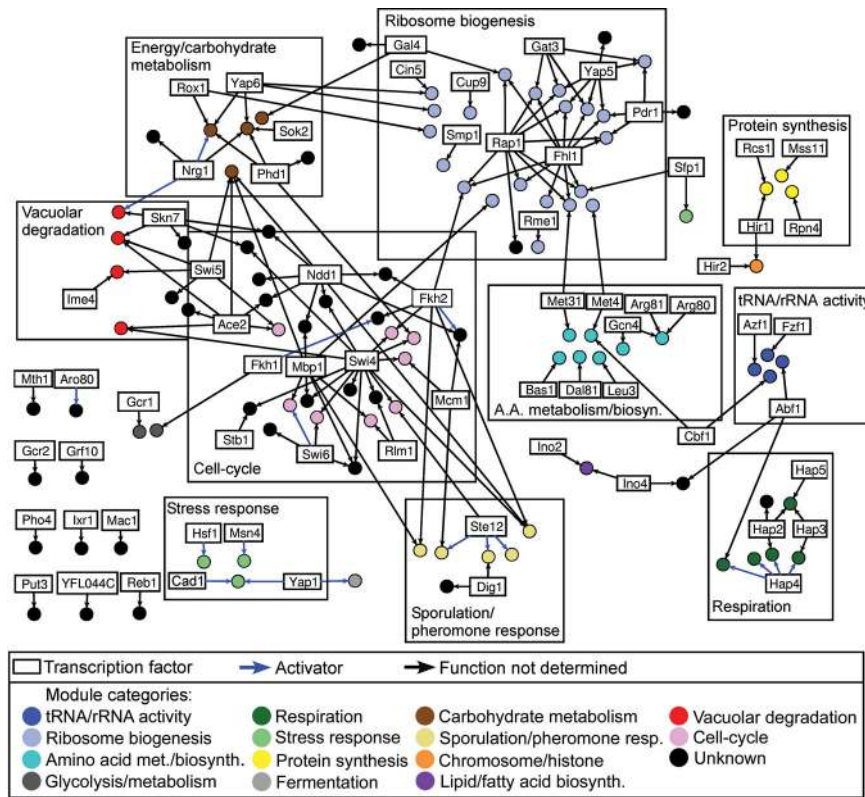 Ribosome biogenesis
Energy/carbohydrate
metabolism
Gal4
Gat3
Cin5
Yap5
Rox1
Yap6
Cup9
Pdr1
Sok2
Smp1
Rap1
Fhl1
Protein synthesis
Rcs1
Mss11
Nrg1
Phd1
Sfp1
Vacuolar
degradation
Skn7
Rme1
Hir1
Rpn4
Hir2
Swi5
Ndd1
Fkh2
Met31
Met4
Arg81
Arg80
tRNA/rRNA activity
Ime4
Gcn4
Azf1
Fzf1
Ace2
Fkh1
Mbp1
Swi4
Mth1
Aro80
Gcr1
Mcm1
Bas1
Dal81
Leu3
Abf1
A.A. metabolism/biosyn.
Stb1
Cbf1
Gcr2
Grf10
Swi6
Rlm1
Ino2
Cell-cycle
Hap5
Ino4
Pho4
Ixr1
Mac1
Stress response
Hsf1
Msn4
Ste12
Hap2
Hap3
Put3
YFL044C
Reb1
Cad1
Yap1
Dig1
Hap4
Sporulation/
pheromone response
Respiration
Transcription factor
Activator
Function not determined
Module categories:
tRNA/rRNA activity
Respiration
Carbohydrate metabolism
Vacuolar degradation
Ribosome biogenesis
Stress response
Sporulation/pheromone resp.
Cell-cycle
Amino acid met./biosynth.
Protein synthesis
Chromosome/histone
Unknown
Glycolysis/metabolism
Fermentation
Lipid/fatty acid biosynth.